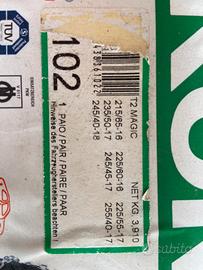 TÜV
102
1 PAIO / PAIR / PAIRE / PAAR
Hinweise des Fahrzeugherstellers beachten !
T2 MAGIC NET KG. 3,910
215/65-16 225/60-16 225/55-17
235/50-17 245/45-17 255/40-17
245/40-18
subito